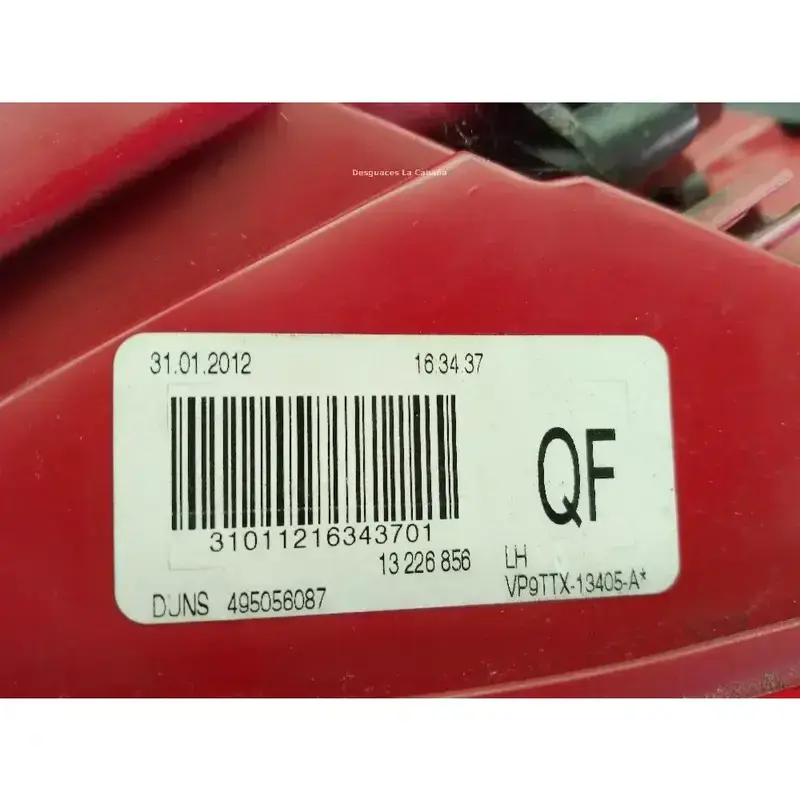 Desguaces La Cabaña
31.01.2012 16.34.37
QF
31011216343701
13 226 856 LH
DUNS 495056087 VP9TTX-13405-A*